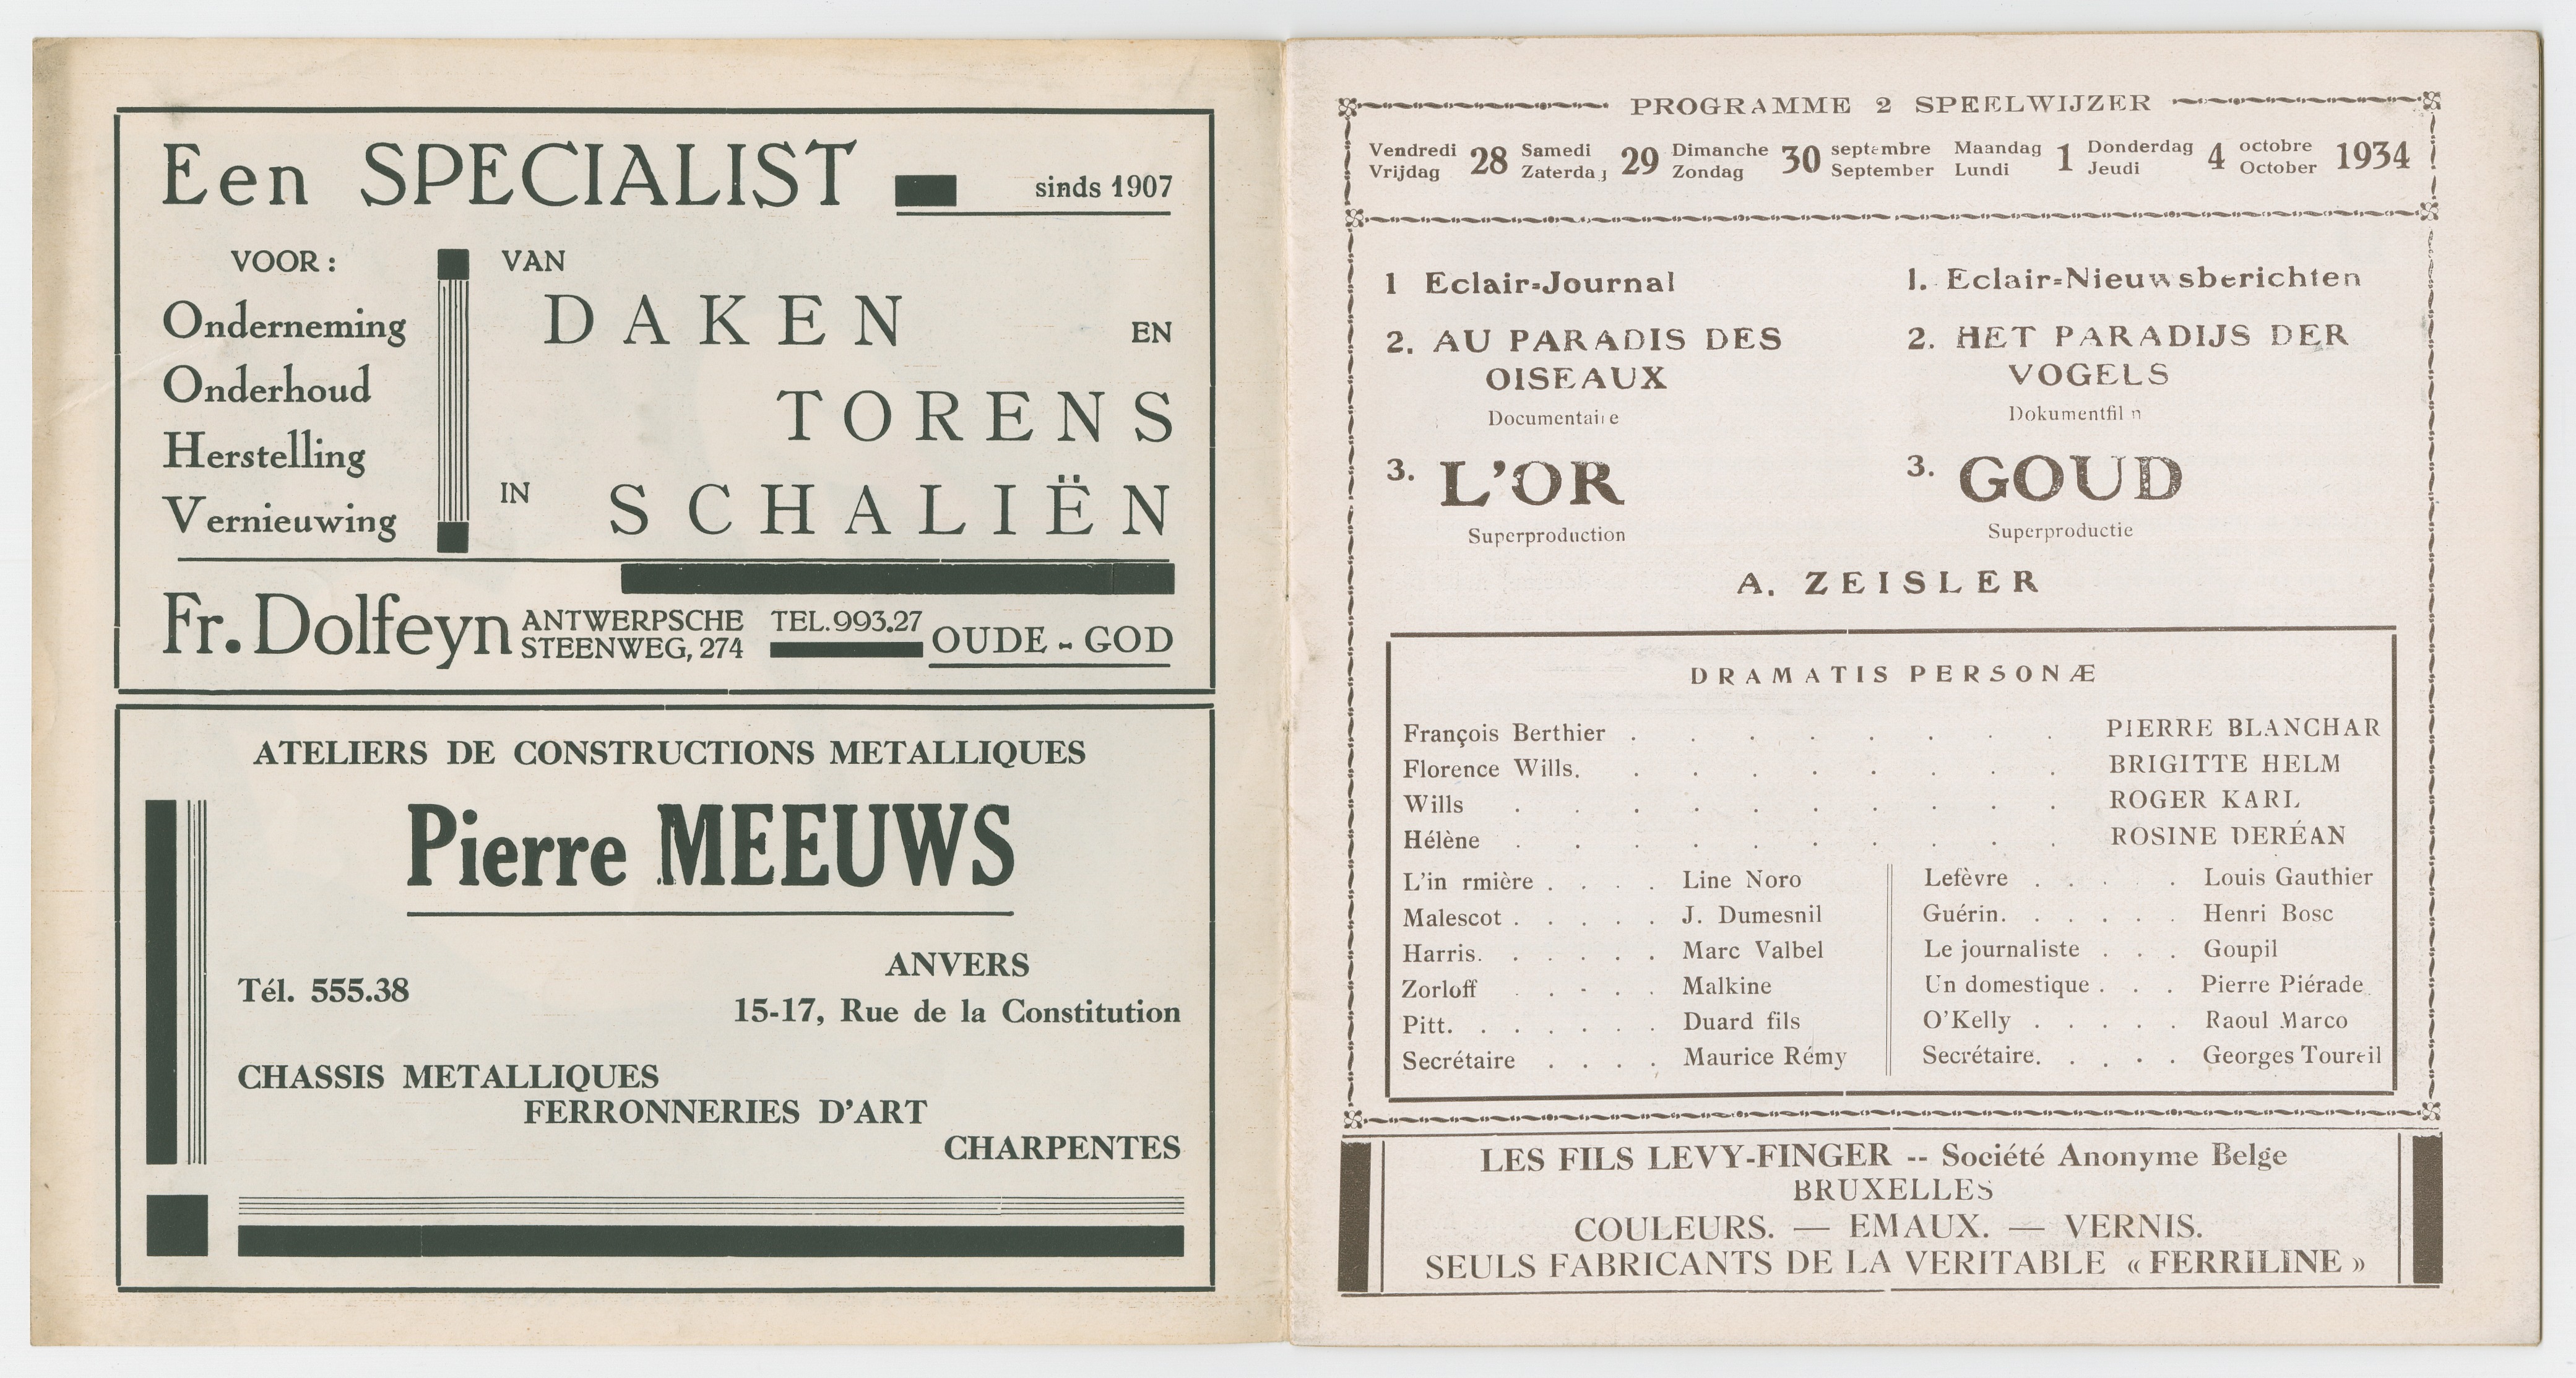 Een SPECIALIST sinds 1907
VOOR: VAN
Onderneming DAKEN EN
Onderhoud TORENS
Herstelling
Vernieuwing IN SCHALIËN
Fr. Dolfeyn ANTWERPSCHE STEENWEG, 274 TEL. 993.27 OUDE-GOD
ATELIERS DE CONSTRUCTIONS METALLIQUES
Pierre MEEUWS
ANVERS
Tél. 555.38
15-17, Rue de la Constitution
CHASSIS METALLIQUES
FERRONNERIES D'ART
CHARPENTES
PROGRAMME 2 SPEELWIJZER
Vendredi 28 Samedi 29 Dimanche 30 septembre Maandag 1 Donderdag 4 octobre 1934
Vrijdag Zaterdag Zondag September Lundi Jeudi October
1 Eclair-Journal
2. AU PARADIS DES
OISEAUX
Documentaire
3. L'OR
Superproduction
1. Eclair-Nieuwsberichten
2. HET PARADIJS DER
VOGELS
Dokumentfil n
3. GOUD
Superproductie
A. ZEISLER
DRAMATIS PERSONÆ
François Berthier . . . . . . . . PIERRE BLANCHAR
Florence Wills. . . . . . . . . BRIGITTE HELM
Wills . . . . . . . . . . ROGER KARL
Hélène . . . . . . . . . . ROSINE DERÉAN
L'in rmière . . . . Line Noro
Malescot . . . . . J. Dumesnil
Harris. . . . . . Marc Valbel
Zorloff . . . . . Malkine
Pitt. . . . . . . Duard fils
Secrétaire . . . . Maurice Rémy
Lefèvre . . . . . Louis Gauthier
Guérin. . . . . . Henri Bosc
Le journaliste . . . Goupil
Un domestique . . . Pierre Piérade
O'Kelly . . . . . Raoul Marco
Secrétaire. . . . . Georges Toureil
LES FILS LEVY-FINGER -- Société Anonyme Belge
BRUXELLES
COULEURS. — EMAUX. — VERNIS.
SEULS FABRICANTS DE LA VERITABLE « FERRILINE »